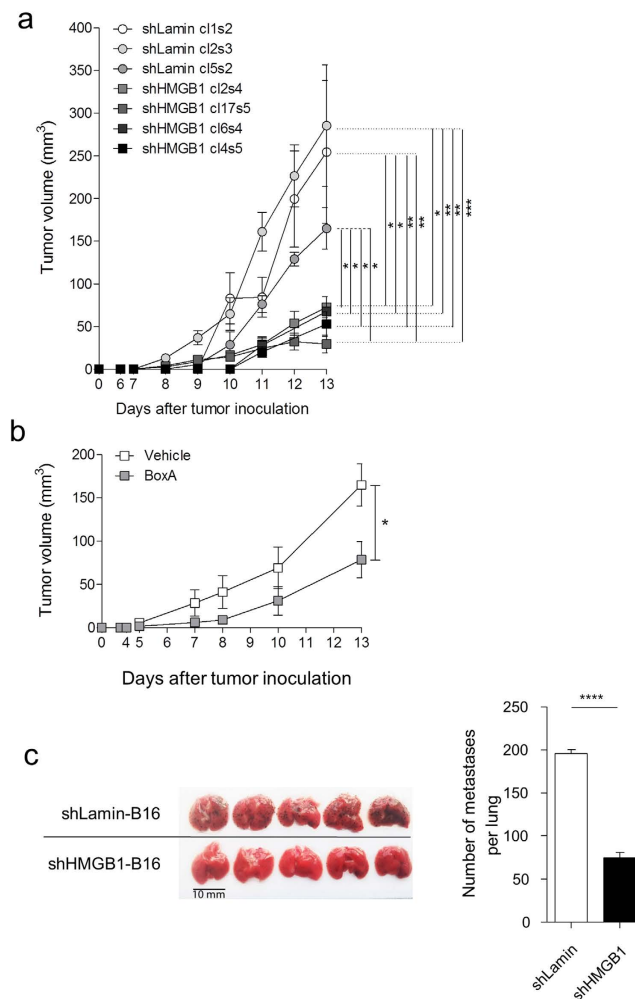 a
400
350
300
250
200
150
100
50
0
Tumor volume (mm3)
shLamin cl1s2
shLamin cl2s3
shLamin cl5s2
shHMGB1 cl2s4
shHMGB1 cl17s5
shHMGB1 cl6s4
shHMGB1 cl4s5
* * * *
* * ** **
* ** ** ***
0 6 7 8 9 10 11 12 13
Days after tumor inoculation
b
200
150
100
50
0
Tumor volume (mm3)
Vehicle
BoxA
*
0 4 5 6 7 8 9 10 11 12 13
Days after tumor inoculation
c
shLamin-B16
shHMGB1-B16
10 mm
****
250
200
150
100
50
0
Number of metastases
per lung
shLamin
shHMGB1